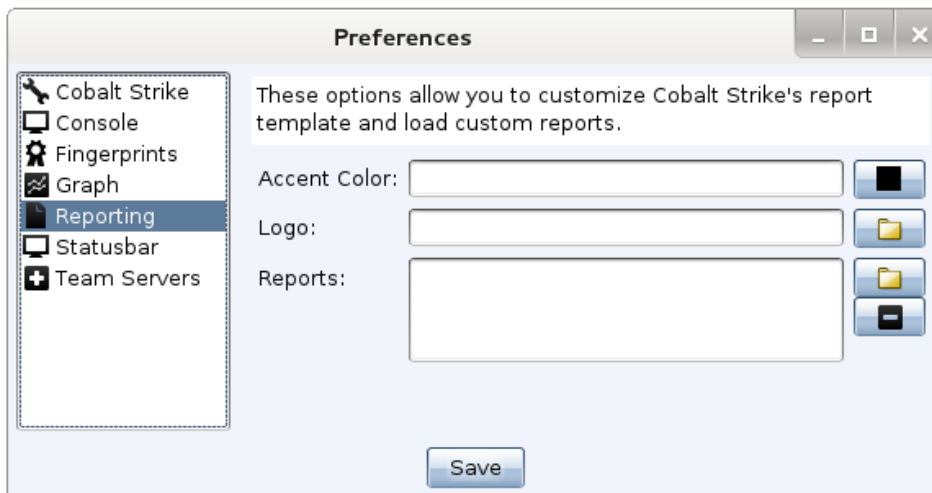 Preferences
Cobalt Strike
Console
Fingerprints
Graph
Reporting
Statusbar
Team Servers
These options allow you to customize Cobalt Strike's report
template and load custom reports.
Accent Color:
Logo:
Reports:
Save